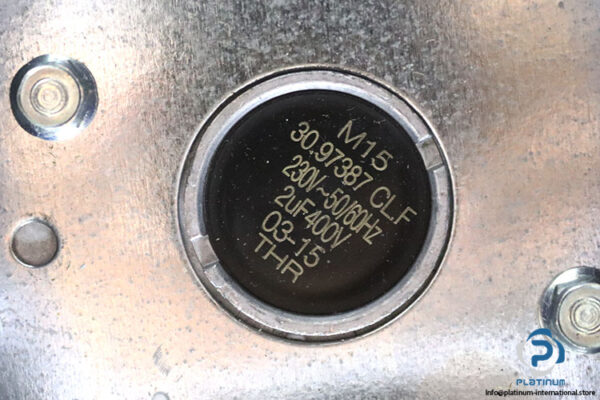 M15
30.97387 CLF
230V~50/60Hz
2uF400V
03-15
THR
PLATINUM
info@platinum-international.store